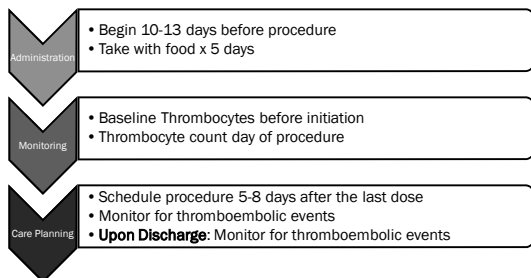 Administration
• Begin 10-13 days before procedure
• Take with food x 5 days
Monitoring
• Baseline Thrombocytes before initiation
• Thrombocyte count day of procedure
Care Planning
• Schedule procedure 5-8 days after the last dose
• Monitor for thromboembolic events
• Upon Discharge: Monitor for thromboembolic events